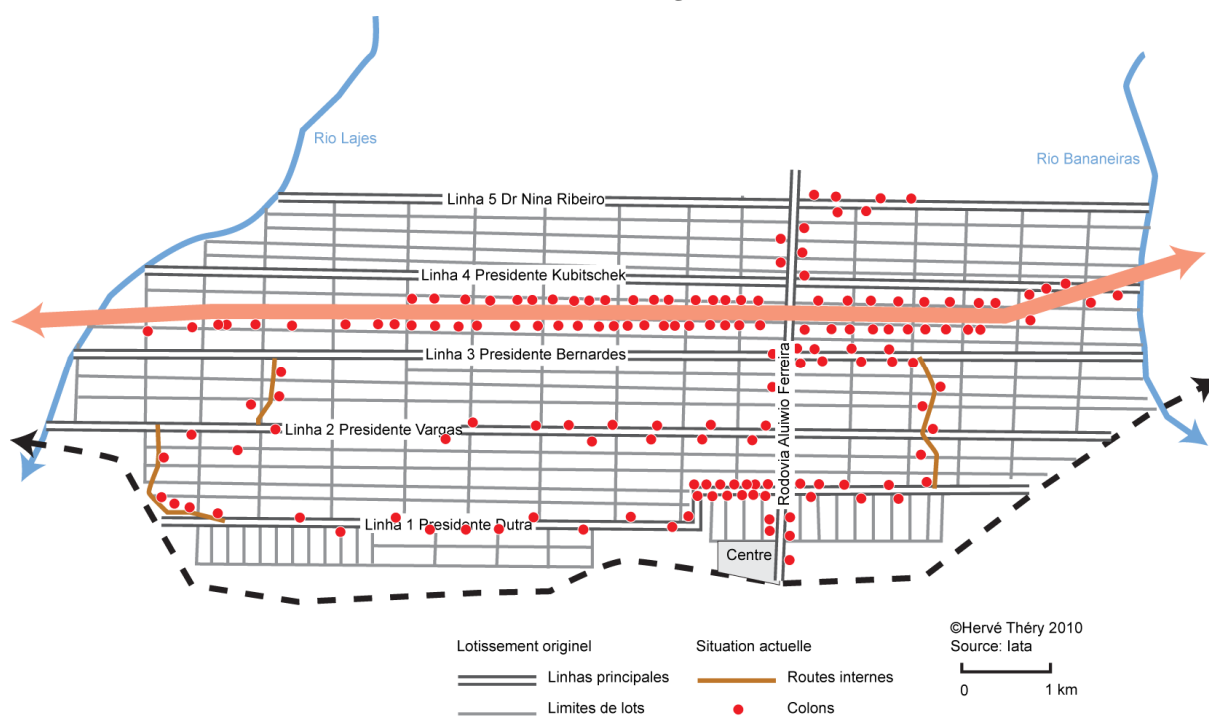 Rio Lajes
Rio Bananeiras
Linha 5 Dr Nina Ribeiro
Linha 4 Presidente Kubitschek
Linha 3 Presidente Bernardes
Rodovia Aluiwio Ferreira
Linha 2 Presidente Vargas
Linha 1 Presidente Dutra
Centre
©Hervé Théry 2010
Source: Iata
Lotissement originel
Situation actuelle
Linhas principales
Routes internes
0 1 km
Limites de lots
Colons